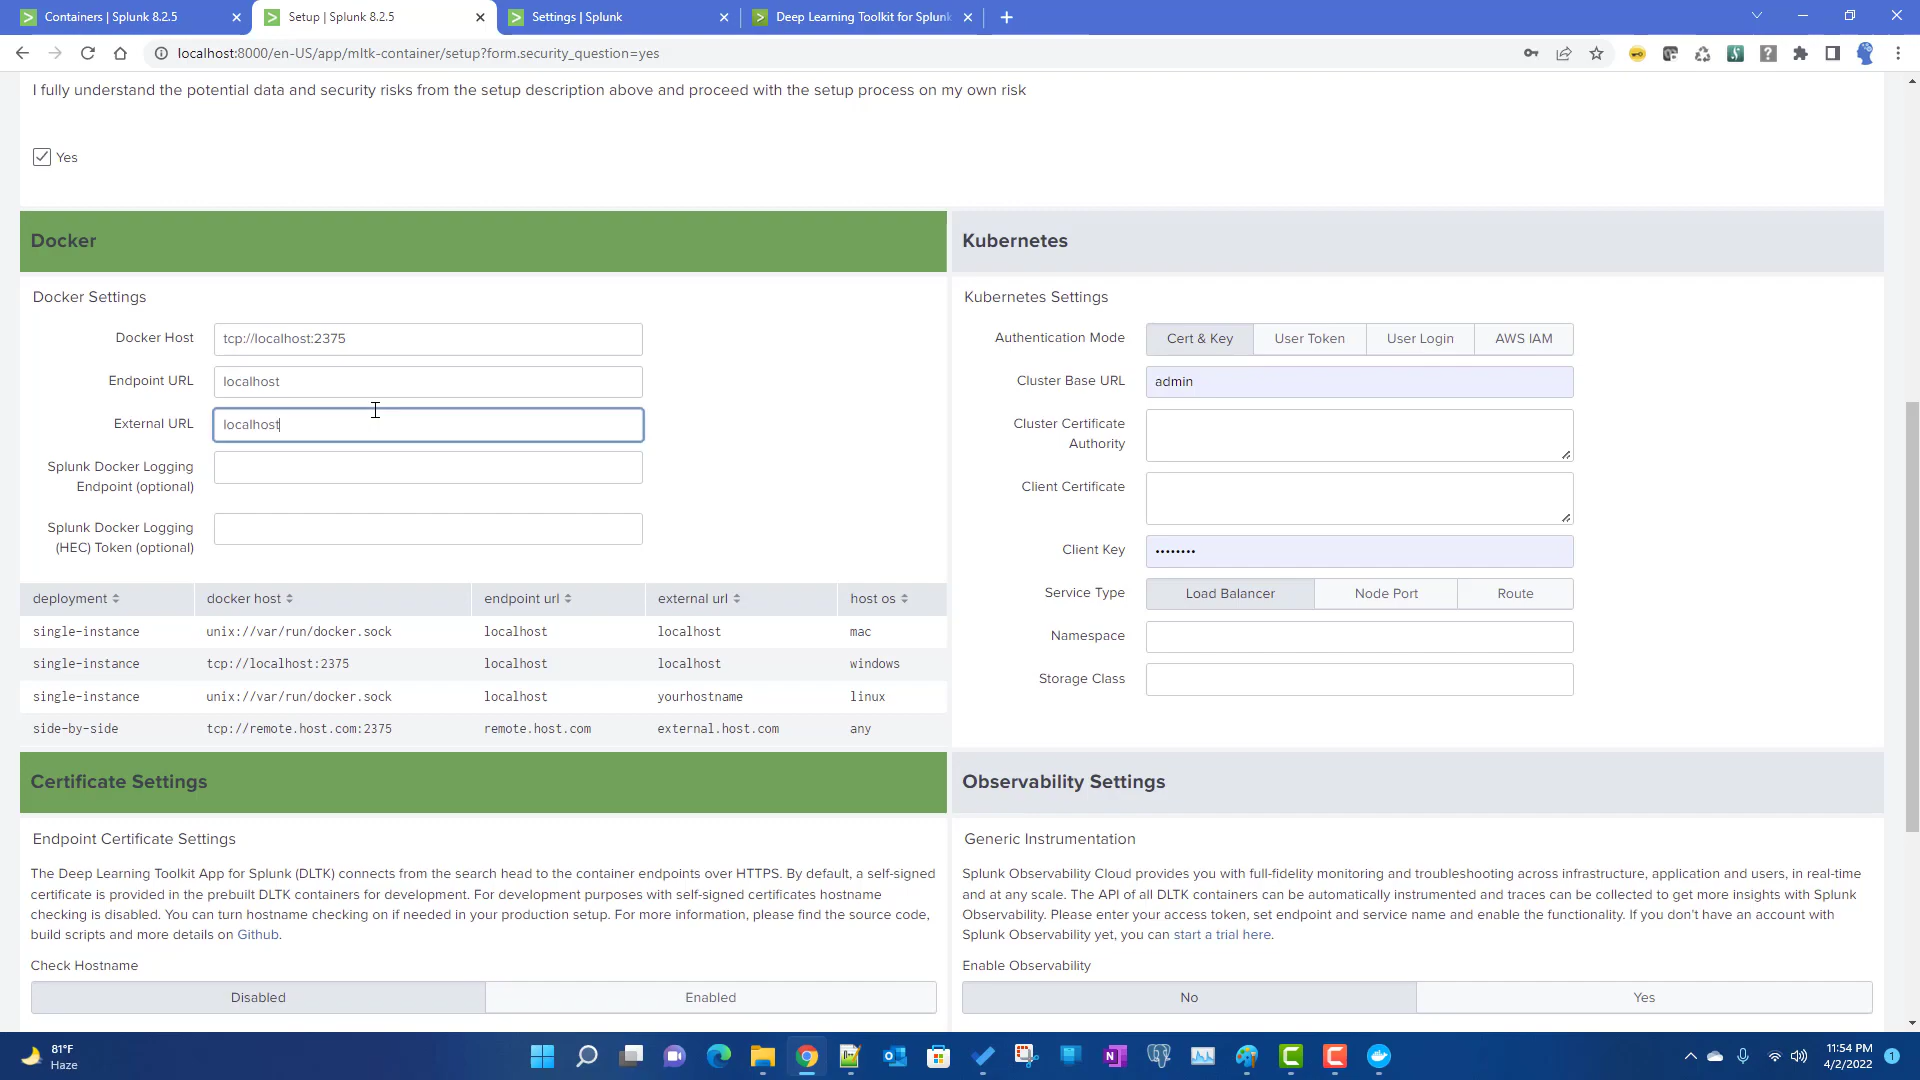 Containers | Splunk 8.2.5
Setup | Splunk 8.2.5
Settings | Splunk
Deep Learning Toolkit for Splunk
localhost:8000/en-US/app/mltk-container/setup?form.security_question=yes
I fully understand the potential data and security risks from the setup description above and proceed with the setup process on my own risk
Yes
Docker
Docker Settings
Docker Host
tcp://localhost:2375
Endpoint URL
localhost
External URL
localhost
Splunk Docker Logging
Endpoint (optional)
Splunk Docker Logging
(HEC) Token (optional)
deployment docker host endpoint url external url host os
single-instance unix://var/run/docker.sock localhost localhost mac
single-instance tcp://localhost:2375 localhost localhost windows
single-instance unix://var/run/docker.sock localhost yourhostname linux
side-by-side tcp://remote.host.com:2375 remote.host.com external.host.com any
Kubernetes
Kubernetes Settings
Authentication Mode
Cert & Key User Token User Login AWS IAM
Cluster Base URL
admin
Cluster Certificate
Authority
Client Certificate
Client Key
••••••••
Service Type
Load Balancer Node Port Route
Namespace
Storage Class
Certificate Settings
Endpoint Certificate Settings
The Deep Learning Toolkit App for Splunk (DLTK) connects from the search head to the container endpoints over HTTPS. By default, a self-signed
certificate is provided in the prebuilt DLTK containers for development. For development purposes with self-signed certificates hostname
checking is disabled. You can turn hostname checking on if needed in your production setup. For more information, please find the source code,
build scripts and more details on Github.
Check Hostname
Disabled Enabled
Observability Settings
Generic Instrumentation
Splunk Observability Cloud provides you with full-fidelity monitoring and troubleshooting across infrastructure, application and users, in real-time
and at any scale. The API of all DLTK containers can be automatically instrumented and traces can be collected to get more insights with Splunk
Observability. Please enter your access token, set endpoint and service name and enable the functionality. If you don't have an account with
Splunk Observability yet, you can start a trial here.
Enable Observability
No Yes
81°F
Haze
11:54 PM
4/2/2022
1